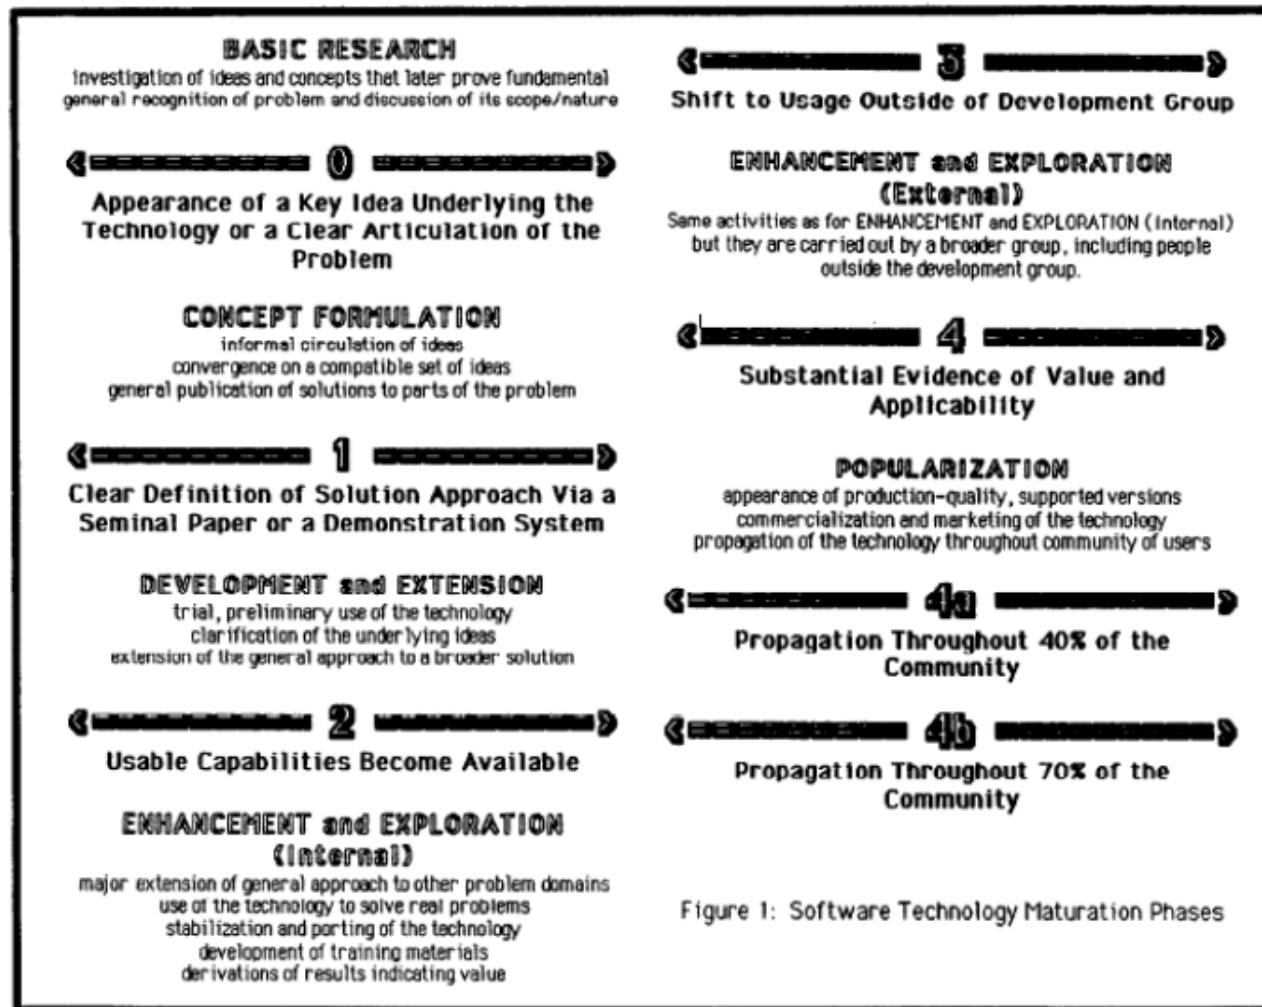 BASIC RESEARCH
investigation of ideas and concepts that later prove fundamental
general recognition of problem and discussion of its scope/nature
0
Appearance of a Key Idea Underlying the
Technology or a Clear Articulation of the
Problem
CONCEPT FORMULATION
informal circulation of ideas
convergence on a compatible set of ideas
general publication of solutions to parts of the problem
1
Clear Definition of Solution Approach Via a
Seminal Paper or a Demonstration System
DEVELOPMENT and EXTENSION
trial, preliminary use of the technology
clarification of the underlying ideas
extension of the general approach to a broader solution
2
Usable Capabilities Become Available
ENHANCEMENT and EXPLORATION
(Internal)
major extension of general approach to other problem domains
use of the technology to solve real problems
stabilization and porting of the technology
development of training materials
derivations of results indicating value
3
Shift to Usage Outside of Development Group
ENHANCEMENT and EXPLORATION
(External)
Same activities as for ENHANCEMENT and EXPLORATION (Internal)
but they are carried out by a broader group, including people
outside the development group.
4
Substantial Evidence of Value and
Applicability
POPULARIZATION
appearance of production-quality, supported versions
commercialization and marketing of the technology
propagation of the technology throughout community of users
4a
Propagation Throughout 40% of the
Community
4b
Propagation Throughout 70% of the
Community
Figure 1: Software Technology Maturation Phases